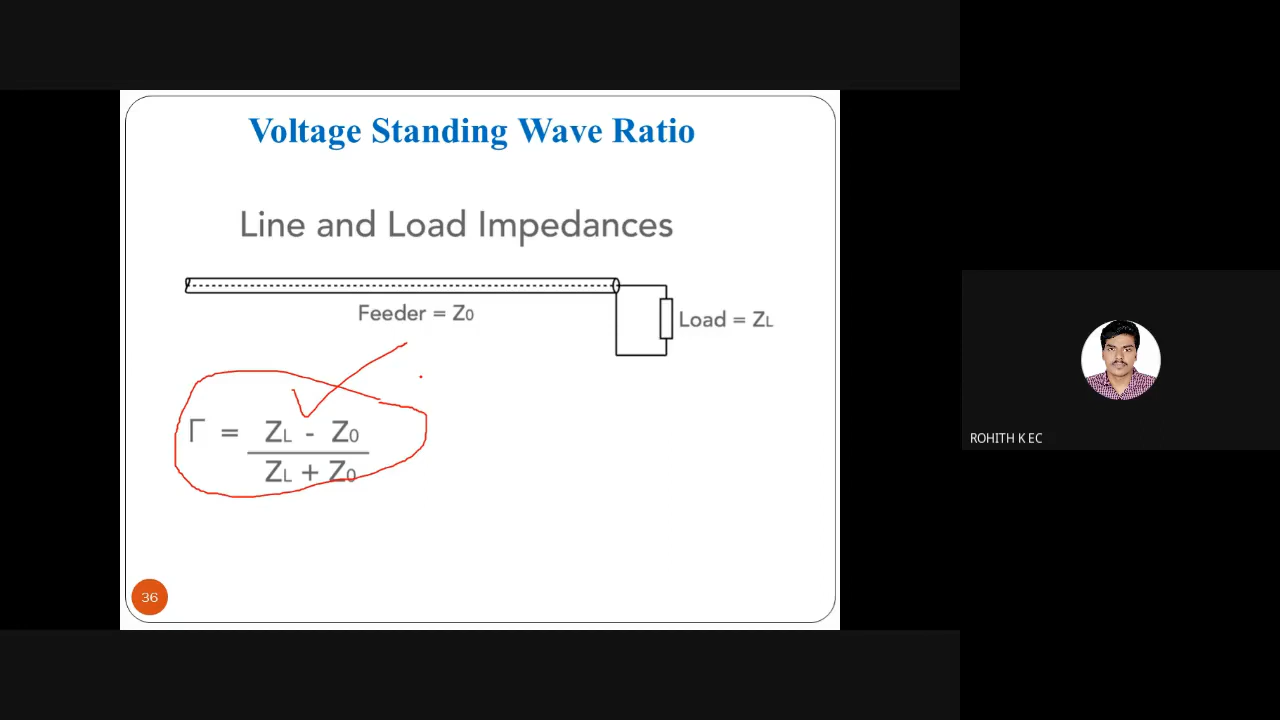 Voltage Standing Wave Ratio
Line and Load Impedances
Feeder = Z0
Load = ZL
Γ = ZL - Z0
ZL + Z0
36
ROHITH K EC